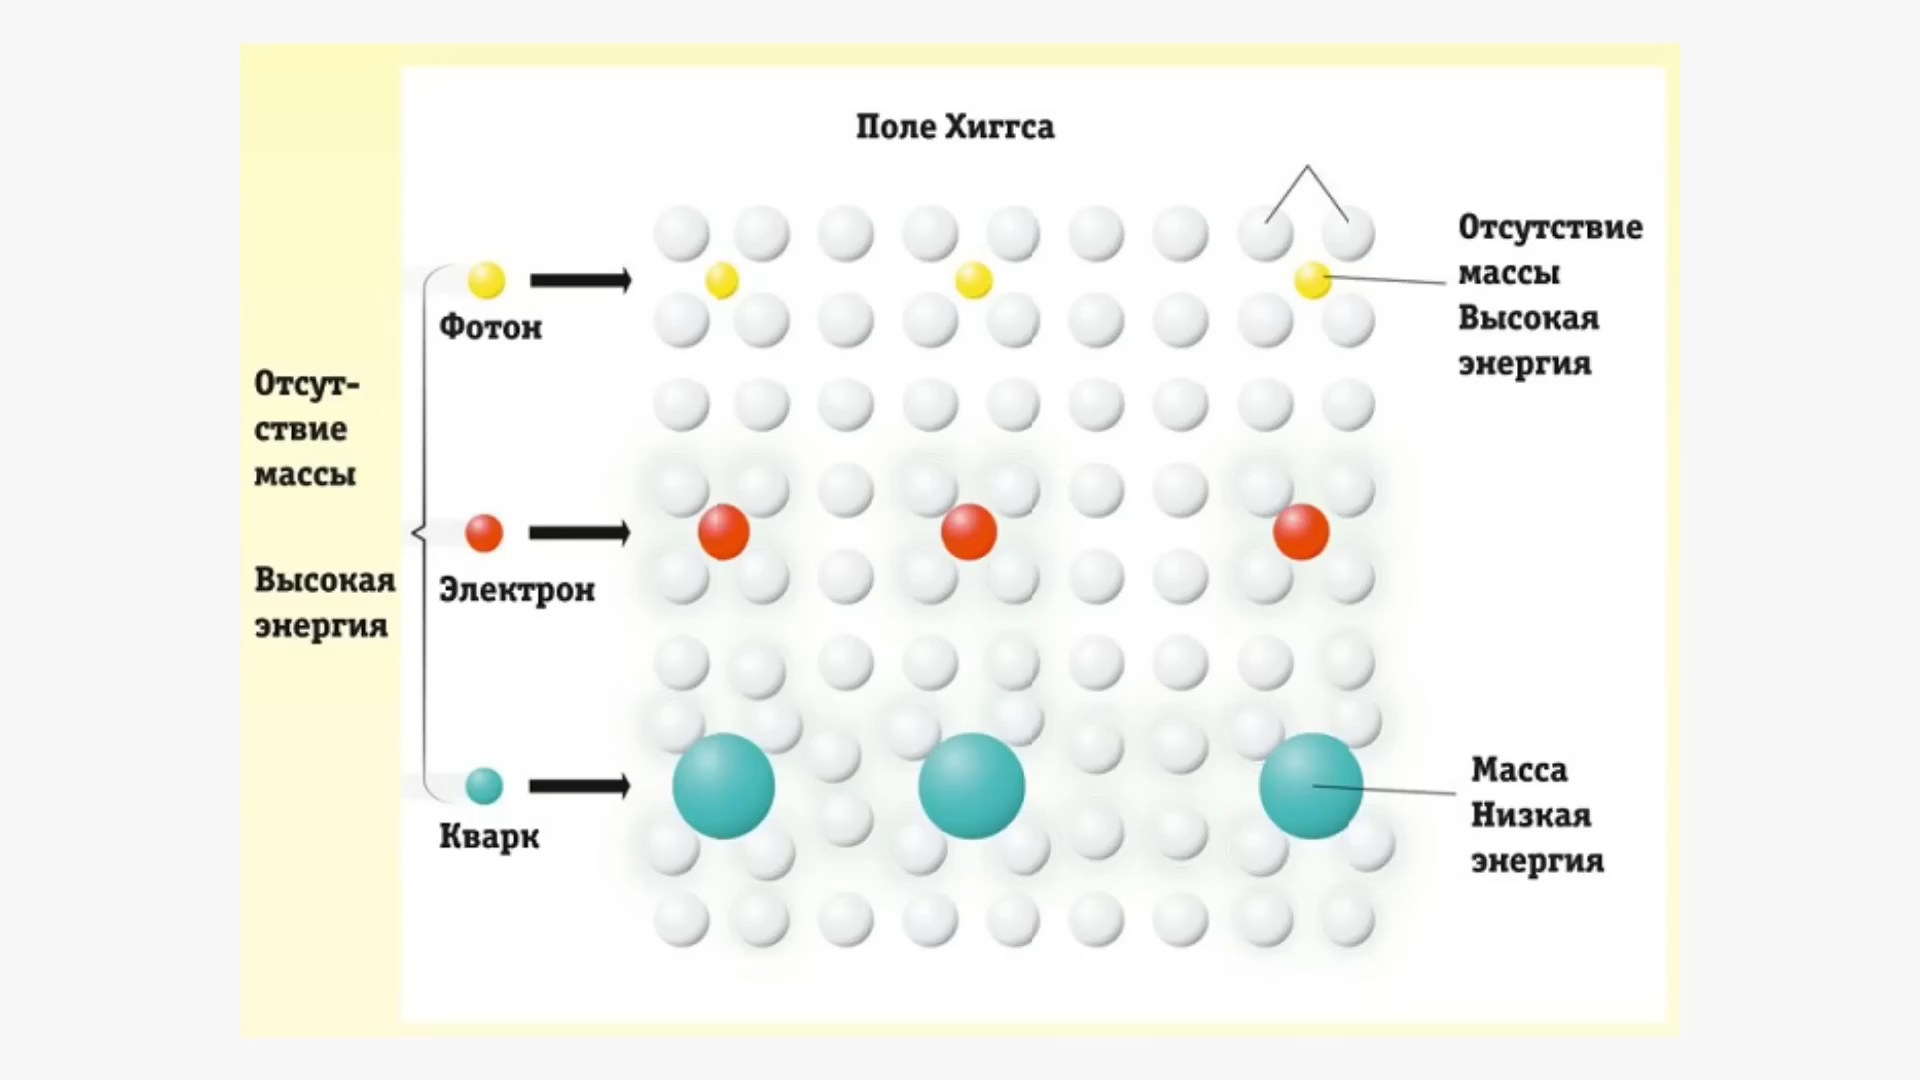 Поле Хиггса
Отсутствие
массы
Высокая
энергия
Фотон
Отсут-
ствие
массы
Высокая
энергия
Электрон
Кварк
Масса
Низкая
энергия